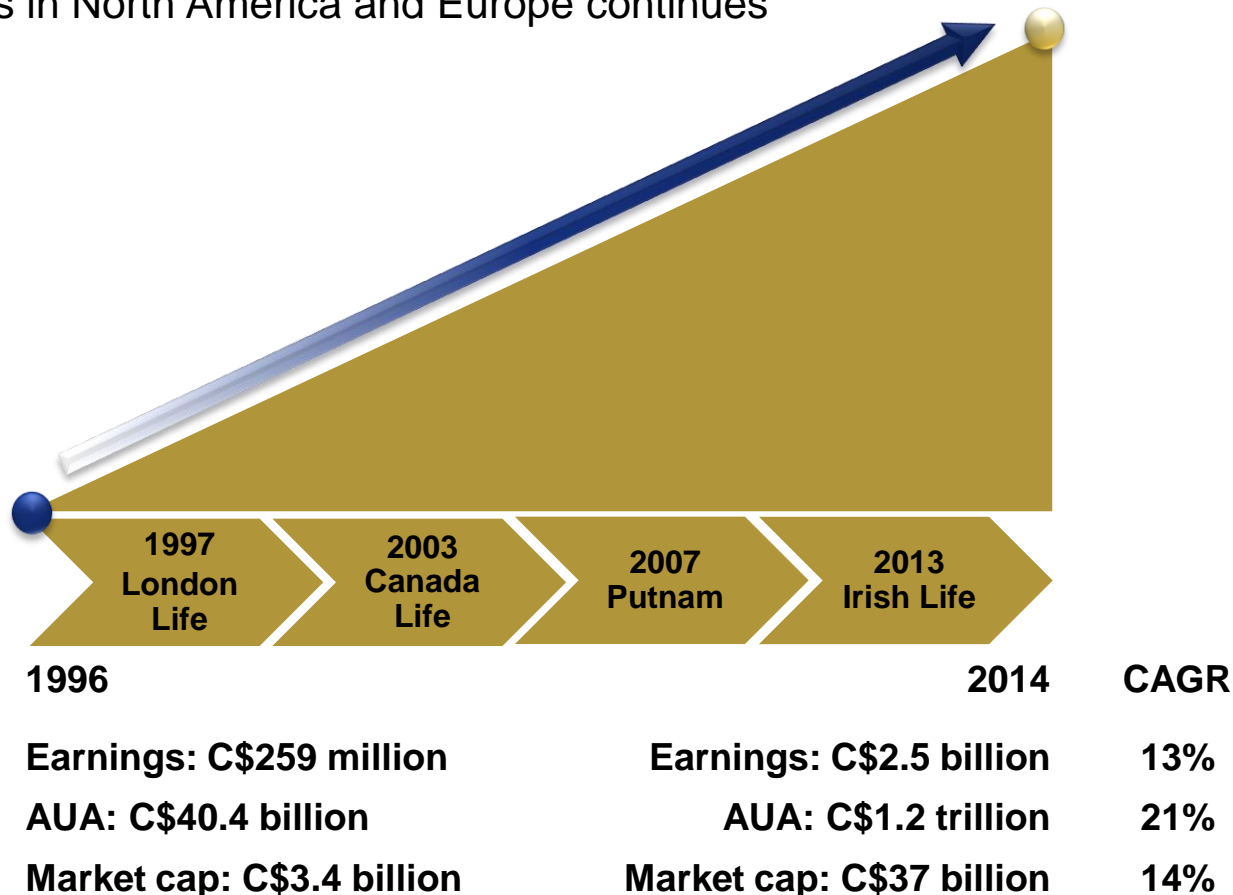 s in North America and Europe continues
1997
London
Life
2003
Canada
Life
2007
Putnam
2013
Irish Life
1996 2014 CAGR
Earnings: C$259 million Earnings: C$2.5 billion 13%
AUA: C$40.4 billion AUA: C$1.2 trillion 21%
Market cap: C$3.4 billion Market cap: C$37 billion 14%